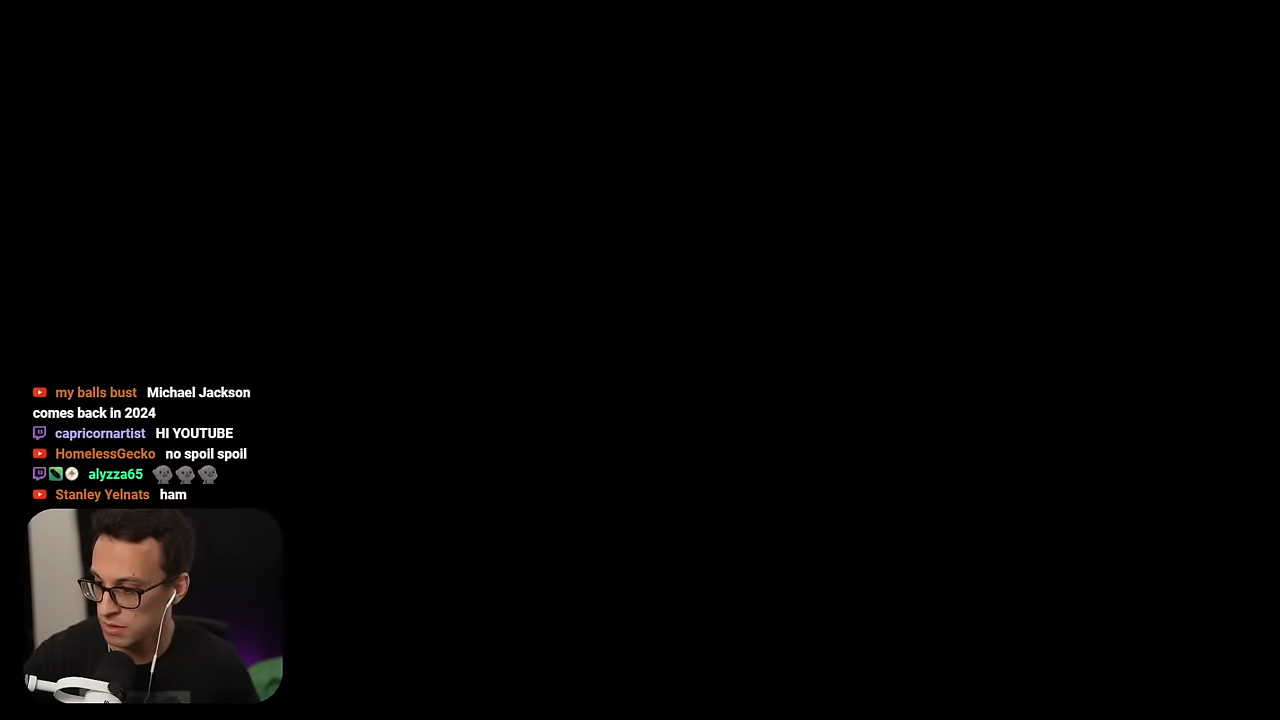 my balls bust Michael Jackson
comes back in 2024
capricornartist HI YOUTUBE
HomelessGecko no spoil spoil
alyzza65
Stanley Yelnats ham